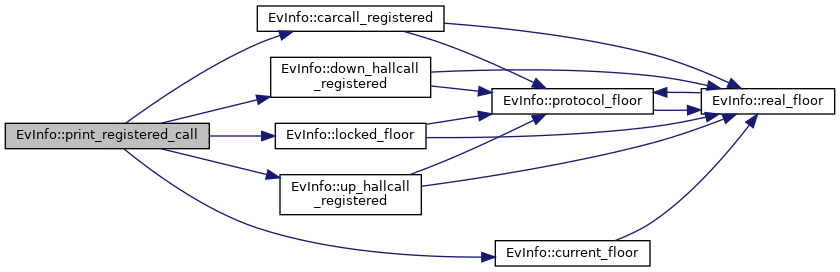 EvInfo::carcall_registered
EvInfo::down_hallcall
_registered
EvInfo::protocol_floor
EvInfo::real_floor
EvInfo::print_registered_call
EvInfo::locked_floor
EvInfo::up_hallcall
_registered
EvInfo::current_floor